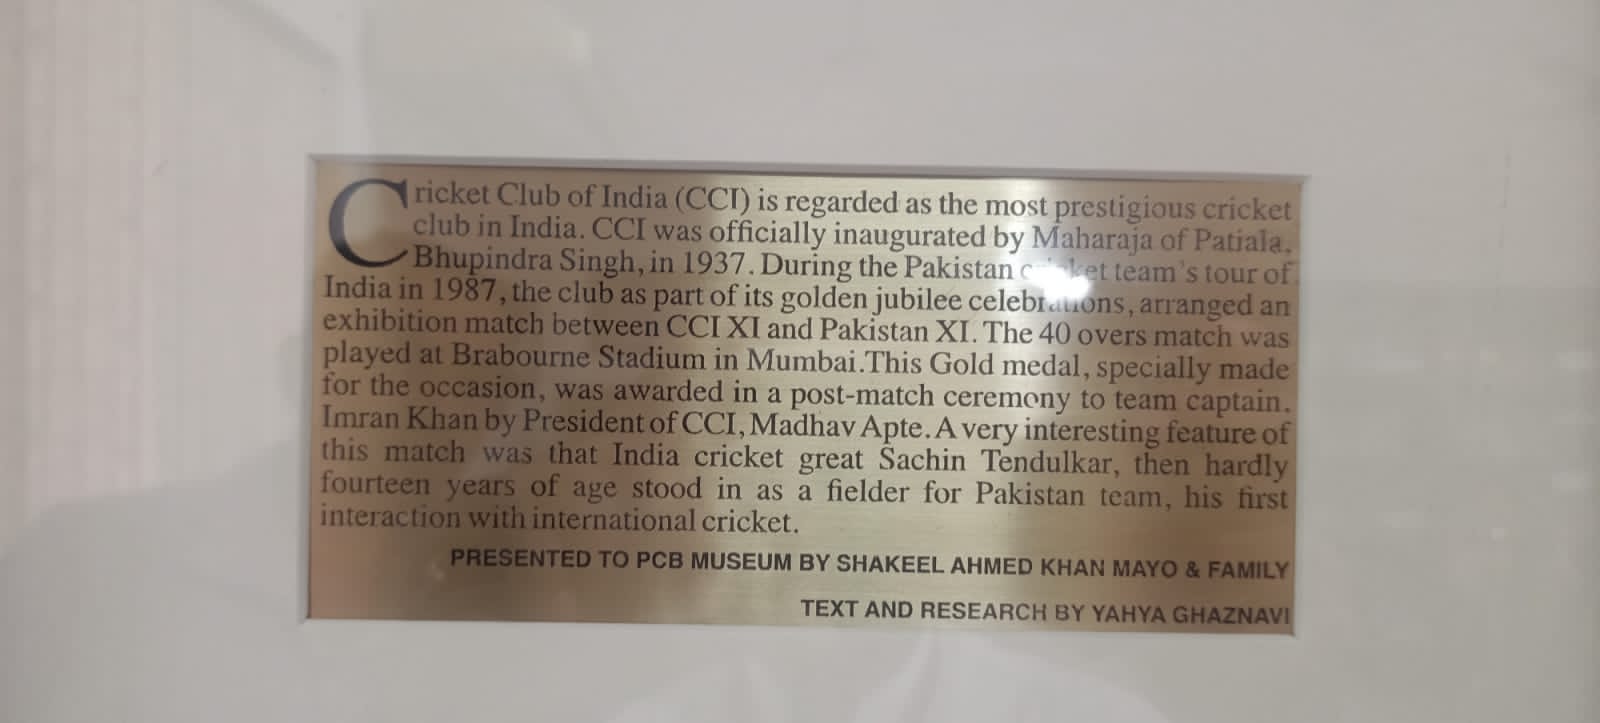 Cricket Club of India (CCI) is regarded as the most prestigious cricket
club in India. CCI was officially inaugurated by Maharaja of Patiala,
Bhupindra Singh, in 1937. During the Pakistan cricket team's tour of
India in 1987, the club as part of its golden jubilee celebrations, arranged an
exhibition match between CCI XI and Pakistan XI. The 40 overs match was
played at Brabourne Stadium in Mumbai.This Gold medal, specially made
for the occasion, was awarded in a post-match ceremony to team captain.
Imran Khan by President of CCI, Madhav Apte. A very interesting feature of
this match was that India cricket great Sachin Tendulkar, then hardly
fourteen years of age stood in as a fielder for Pakistan team, his first
interaction with international cricket.
PRESENTED TO PCB MUSEUM BY SHAKEEL AHMED KHAN MAYO & FAMILY
TEXT AND RESEARCH BY YAHYA GHAZNAVI